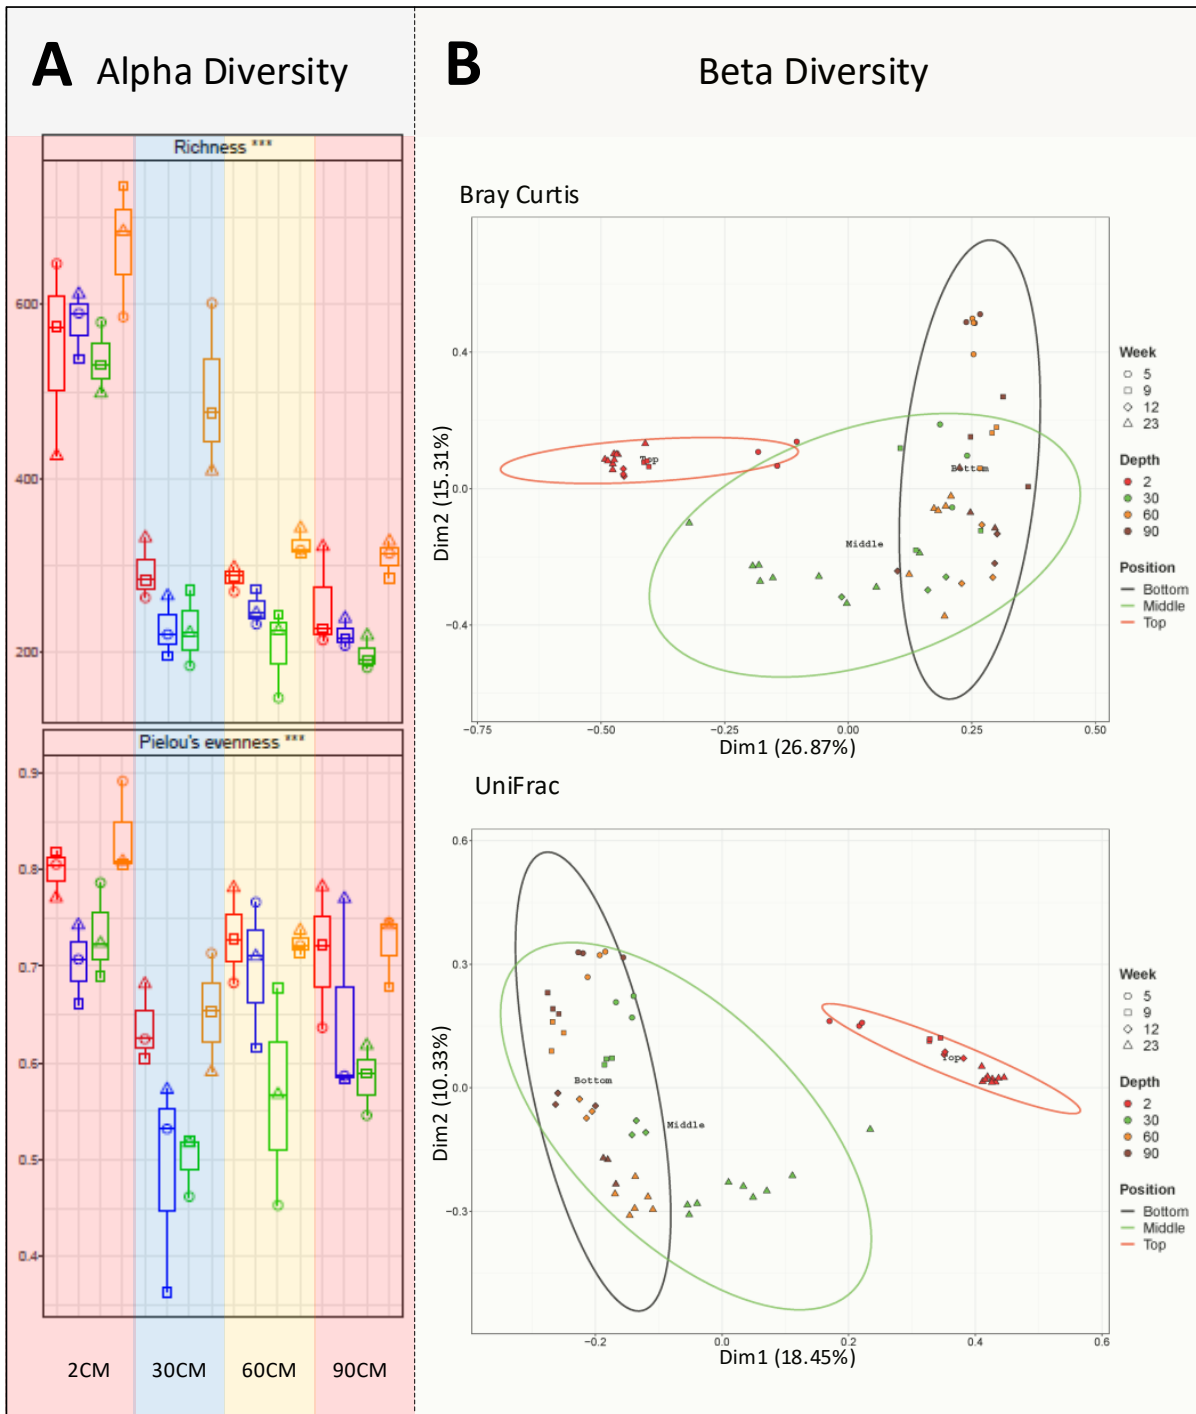 A Alpha Diversity
Richness ***
600
400
200
Pielou's evenness ***
0.9
0.8
0.7
0.6
0.5
0.4
2CM 30CM 60CM 90CM
B Beta Diversity
Bray Curtis
Dim2 (15.31%)
0.4
0.0
−0.4
Top
Bottom
Middle
−0.75 −0.50 −0.25 0.00 0.25 0.50
Dim1 (26.87%)
Week
5
9
12
23
Depth
2
30
60
90
Position
Bottom
Middle
Top
UniFrac
Dim2 (10.33%)
0.6
0.3
0.0
−0.3
Top
Bottom
Middle
−0.2 0.0 0.2 0.4 0.6
Dim1 (18.45%)
Week
5
9
12
23
Depth
2
30
60
90
Position
Bottom
Middle
Top